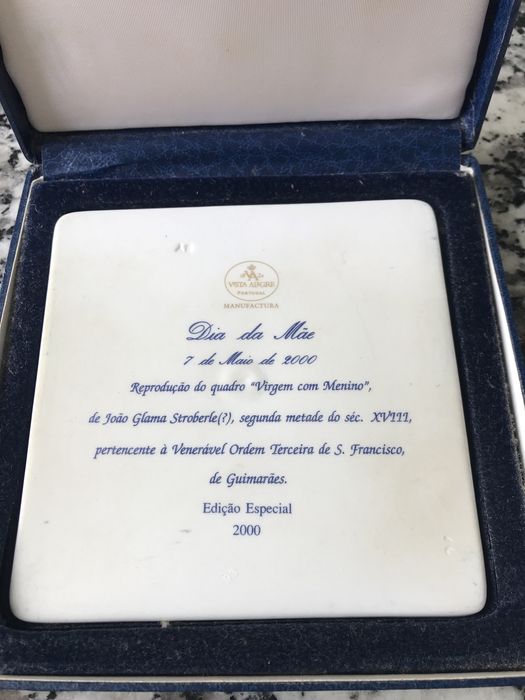 VISTA ALEGRE
PORTUGAL
MANUFACTURA
Dia da Mãe
7 de Maio de 2000
Reprodução do quadro "Virgem com Menino",
de João Glama Stroberle(?), segunda metade do séc. XVIII,
pertencente à Venerável Ordem Terceira de S. Francisco,
de Guimarães.
Edição Especial
2000